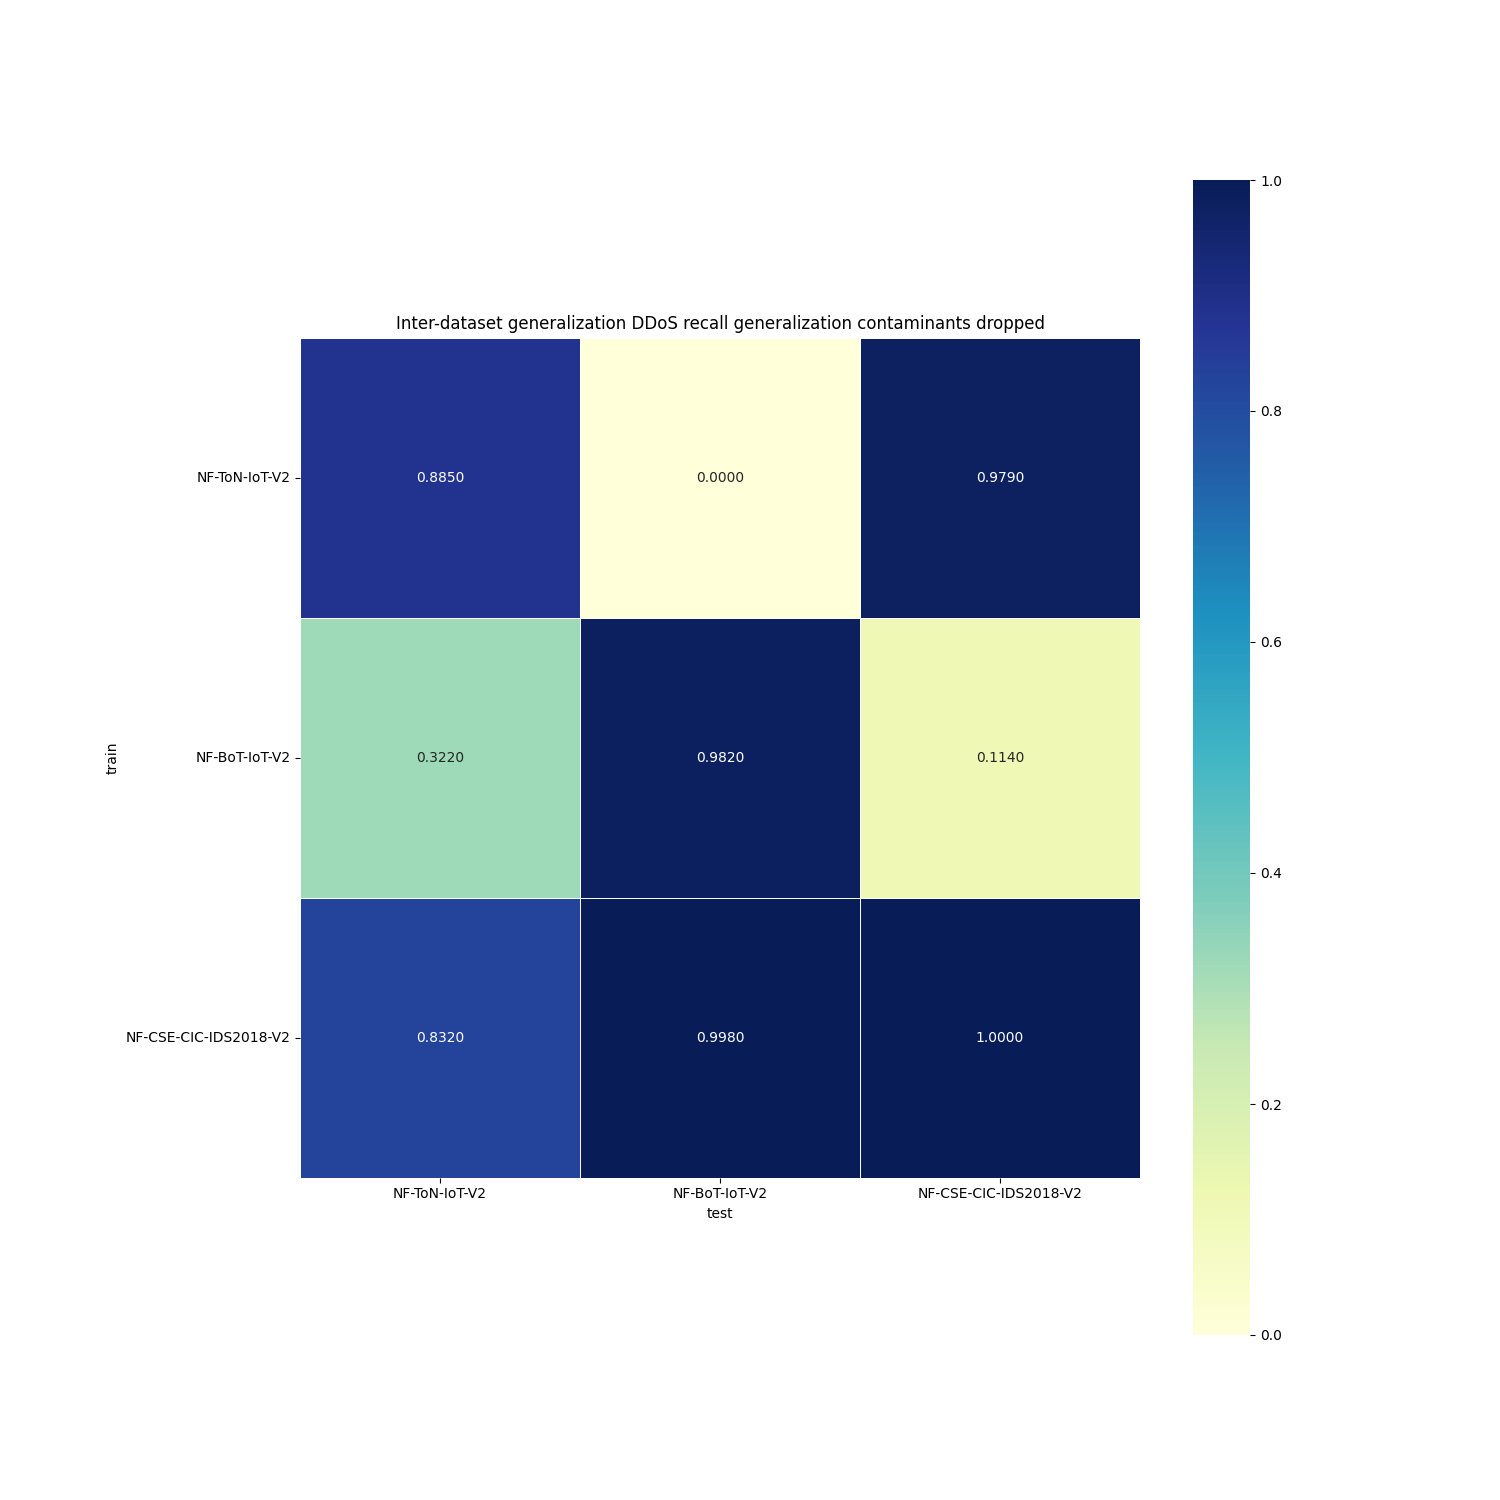 Inter-dataset generalization DDoS recall generalization contaminants dropped
train
NF-ToN-IoT-V2
0.8850
0.0000
0.9790
NF-BoT-IoT-V2
0.3220
0.9820
0.1140
NF-CSE-CIC-IDS2018-V2
0.8320
0.9980
1.0000
NF-ToN-IoT-V2
NF-BoT-IoT-V2
NF-CSE-CIC-IDS2018-V2
test
1.0
0.8
0.6
0.4
0.2
0.0